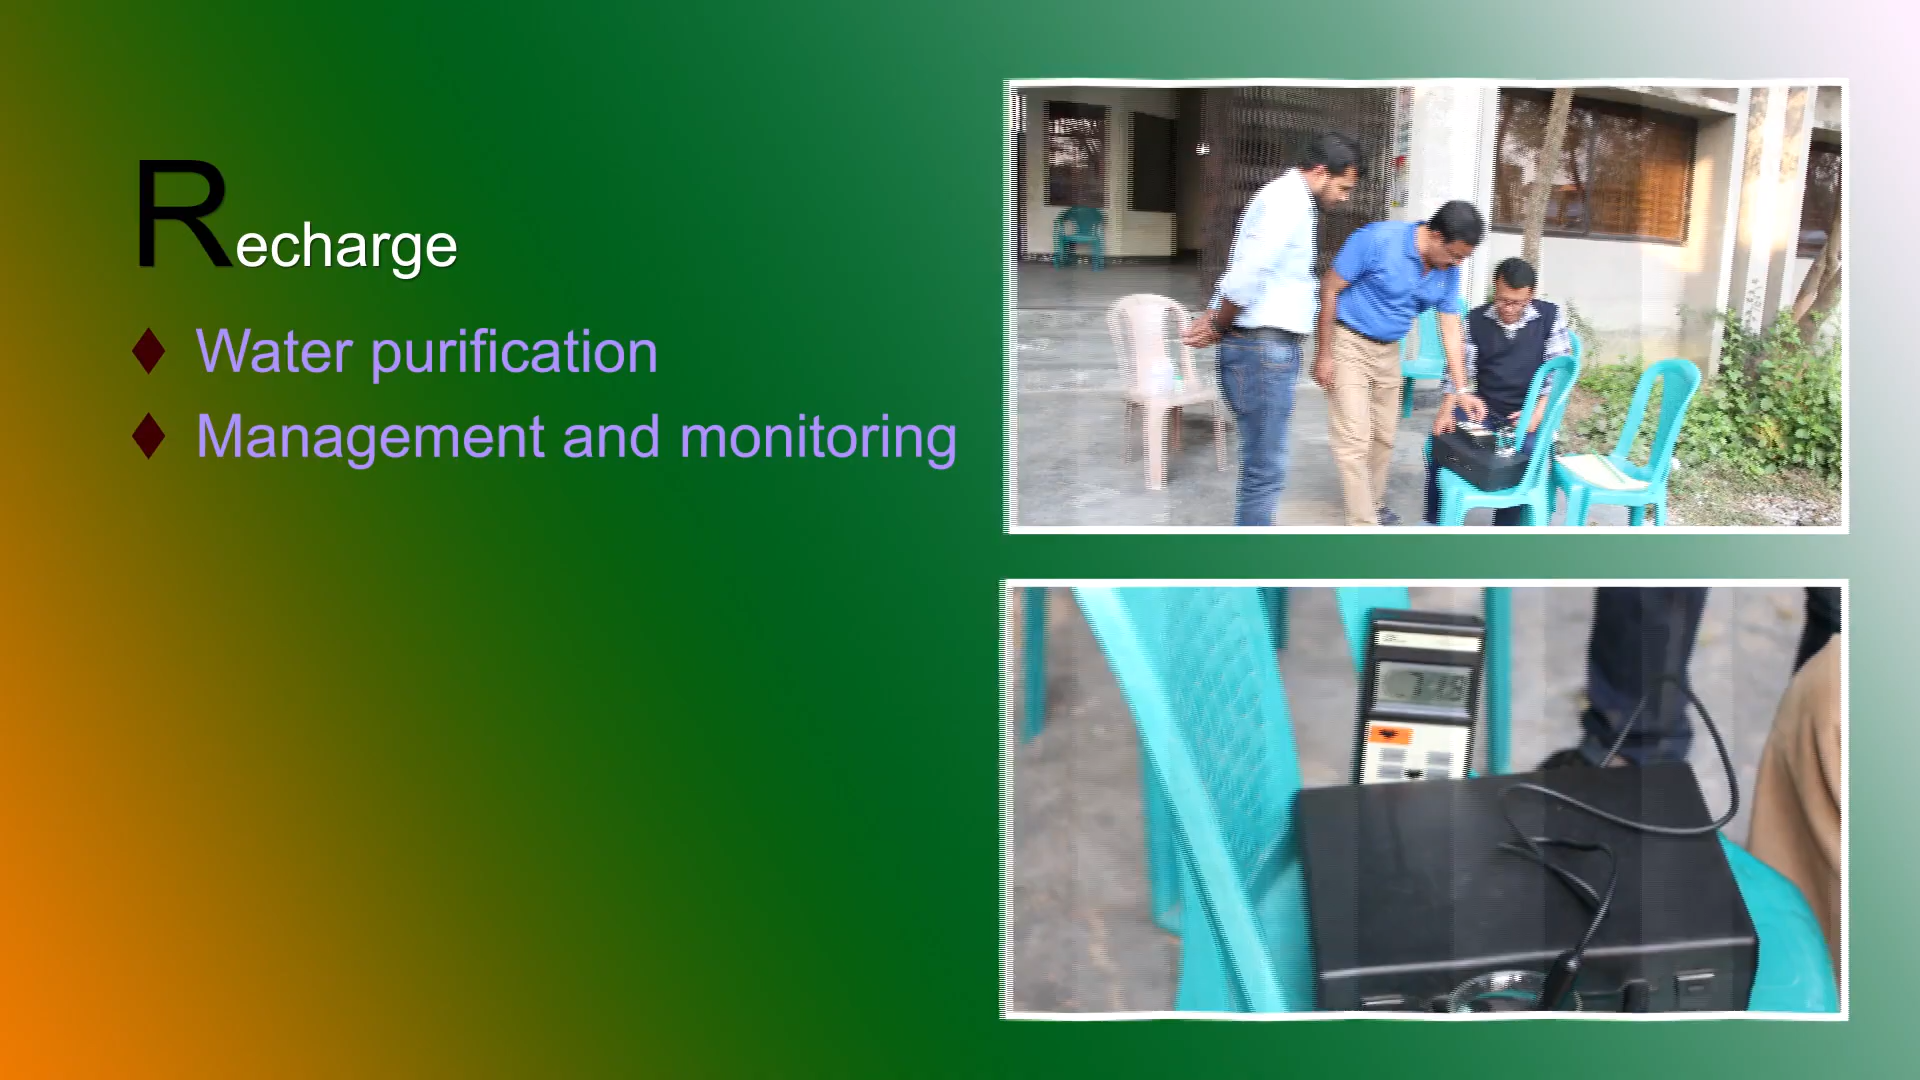 Recharge
Water purification
Management and monitoring